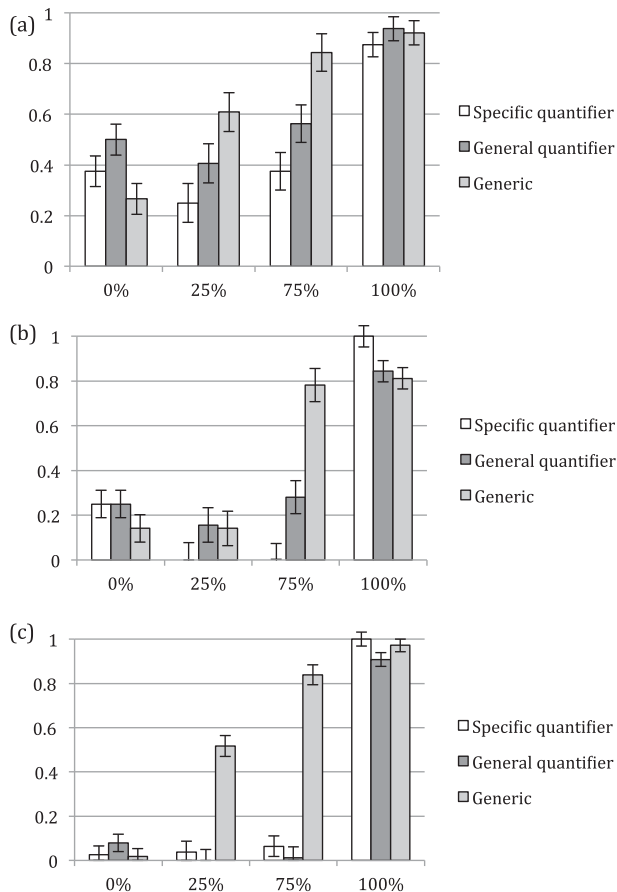 (a)
1
0.8
0.6
0.4
0.2
0
0% 25% 75% 100%
Specific quantifier
General quantifier
Generic
(b)
1
0.8
0.6
0.4
0.2
0
0% 25% 75% 100%
Specific quantifier
General quantifier
Generic
(c)
1
0.8
0.6
0.4
0.2
0
0% 25% 75% 100%
Specific quantifier
General quantifier
Generic